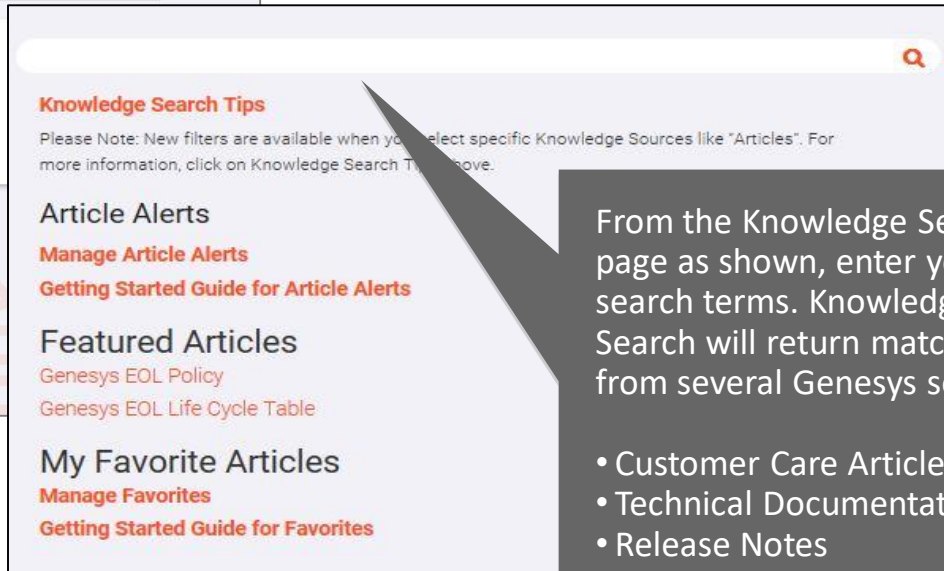 Knowledge Search Tips
Please Note: New filters are available when you select specific Knowledge Sources like "Articles". For
more information, click on Knowledge Search Tips above.
Article Alerts
Manage Article Alerts
Getting Started Guide for Article Alerts
Featured Articles
Genesys EOL Policy
Genesys EOL Life Cycle Table
My Favorite Articles
Manage Favorites
Getting Started Guide for Favorites
From the Knowledge Se
page as shown, enter y
search terms. Knowledg
Search will return matc
from several Genesys s
• Customer Care Article
• Technical Documentat
• Release Notes